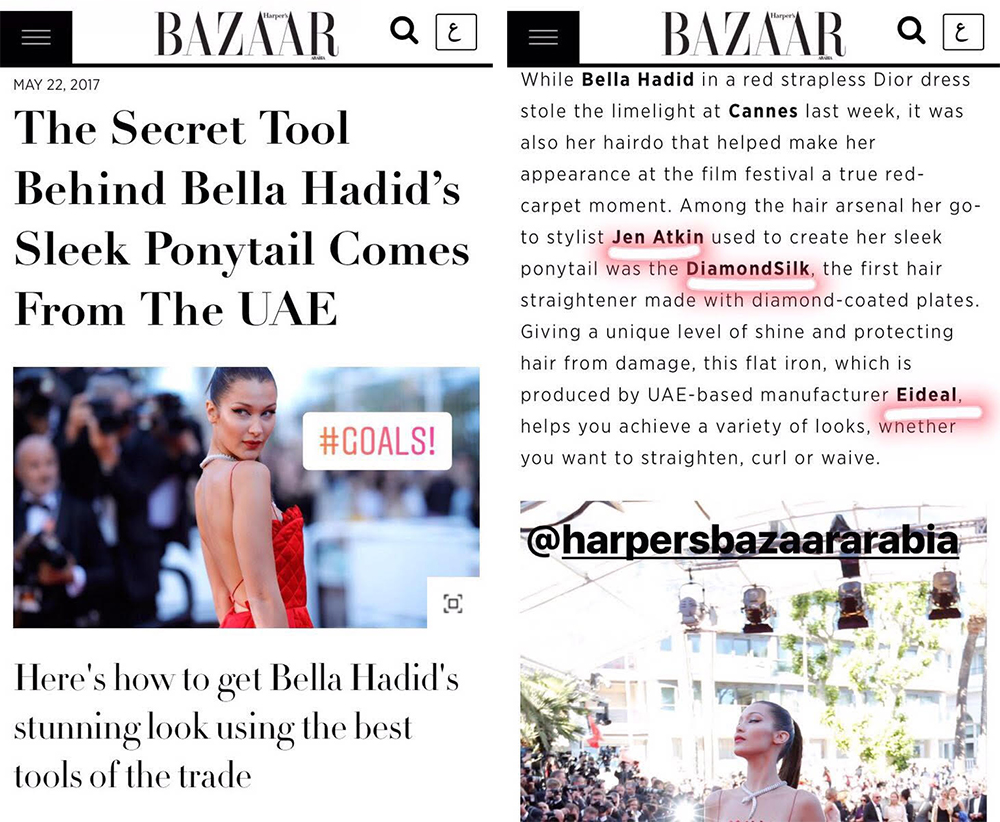 Harper's
BAZAAR
ARABIA
ع
MAY 22, 2017
The Secret Tool
Behind Bella Hadid’s
Sleek Ponytail Comes
From The UAE
#GOALS!
Here's how to get Bella Hadid's
stunning look using the best
tools of the trade
Harper's
BAZAAR
ARABIA
ع
While Bella Hadid in a red strapless Dior dress
stole the limelight at Cannes last week, it was
also her hairdo that helped make her
appearance at the film festival a true red-
carpet moment. Among the hair arsenal her go-
to stylist Jen Atkin used to create her sleek
ponytail was the DiamondSilk, the first hair
straightener made with diamond-coated plates.
Giving a unique level of shine and protecting
hair from damage, this flat iron, which is
produced by UAE-based manufacturer Eideal,
helps you achieve a variety of looks, whether
you want to straighten, curl or waive.
@harpersbazaararabia